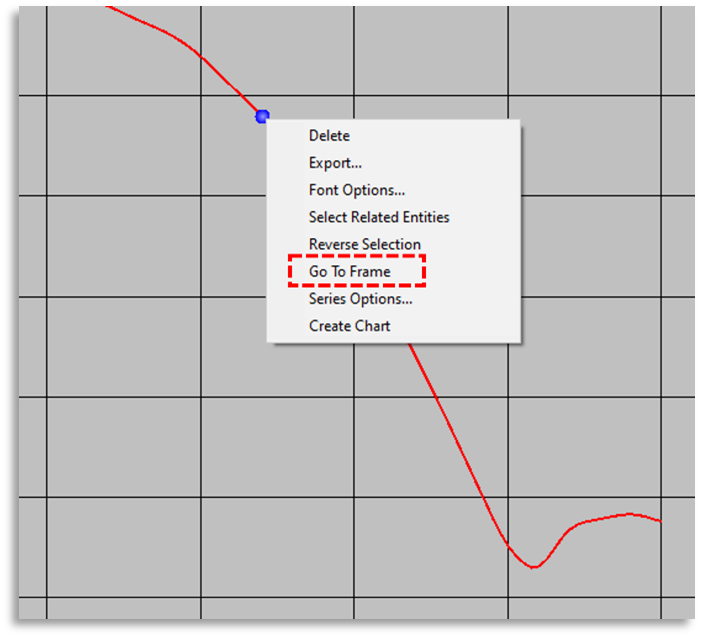 Delete
Export...
Font Options...
Select Related Entities
Reverse Selection
Go To Frame
Series Options...
Create Chart